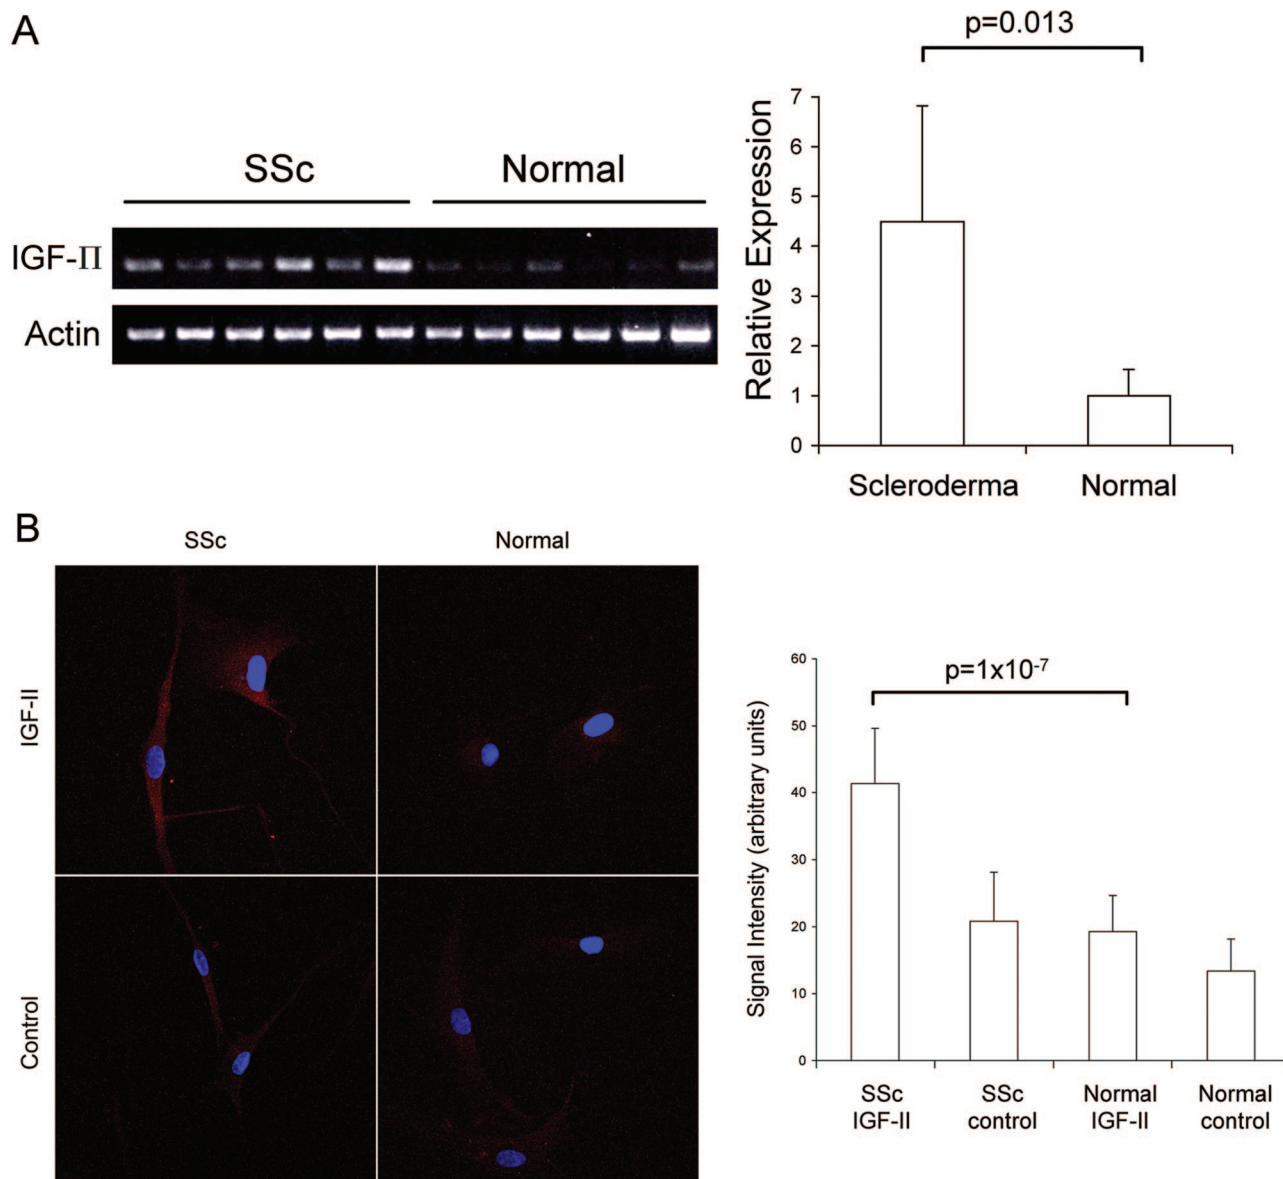 A
p=0.013
SSc Normal
IGF-Π
Actin
Relative Expression
7
6
5
4
3
2
1
0
Scleroderma Normal
B
SSc Normal
IGF-II
Control
p=1x10⁻⁷
Signal Intensity (arbitrary units)
60
50
40
30
20
10
0
SSc IGF-II
SSc control
Normal IGF-II
Normal control